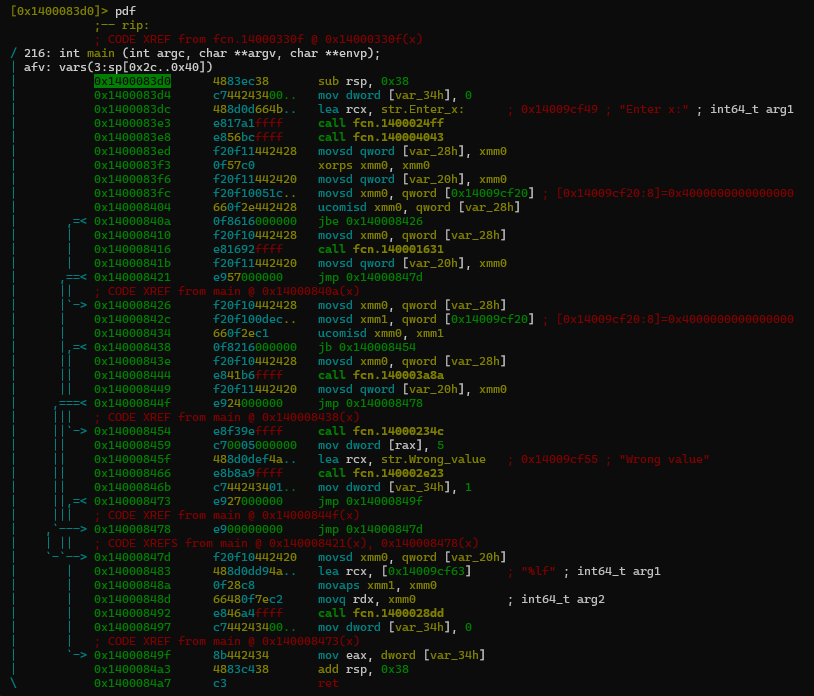 [0x1400083d0]> pdf
;-- rip:
; CODE XREF from fcn.14000330f @ 0x14000330f(x)
/ 216: int main (int argc, char **argv, char **envp);
| afv: vars(3:sp[0x2c..0x40])
| 0x1400083d0 4883ec38 sub rsp, 0x38
| 0x1400083d4 c744243400.. mov dword [var_34h], 0
| 0x1400083dc 488d0d664b.. lea rcx, str.Enter_x: ; 0x14009cf49 ; "Enter x:" ; int64_t arg1
| 0x1400083e3 e817a1ffff call fcn.1400024ff
| 0x1400083e8 e856bcffff call fcn.140004043
| 0x1400083ed f20f11442428 movsd qword [var_28h], xmm0
| 0x1400083f3 0f57c0 xorps xmm0, xmm0
| 0x1400083f6 f20f11442420 movsd qword [var_20h], xmm0
| 0x1400083fc f20f10051c.. movsd xmm0, qword [0x14009cf20] ; [0x14009cf20:8]=0x4000000000000000
| 0x140008404 660f2e442428 ucomisd xmm0, qword [var_28h]
| ,=< 0x14000840a 0f8616000000 jbe 0x140008426
| | 0x140008410 f20f10442428 movsd xmm0, qword [var_28h]
| | 0x140008416 e81692ffff call fcn.140001631
| | 0x14000841b f20f11442420 movsd qword [var_20h], xmm0
| ,==< 0x140008421 e957000000 jmp 0x14000847d
| || ; CODE XREF from main @ 0x14000840a(x)
| |`-> 0x140008426 f20f10442428 movsd xmm0, qword [var_28h]
| | 0x14000842c f20f100dec.. movsd xmm1, qword [0x14009cf20] ; [0x14009cf20:8]=0x4000000000000000
| | 0x140008434 660f2ec1 ucomisd xmm0, xmm1
| |,=< 0x140008438 0f8216000000 jb 0x140008454
| || 0x14000843e f20f10442428 movsd xmm0, qword [var_28h]
| || 0x140008444 e841b6ffff call fcn.140003a8a
| || 0x140008449 f20f11442420 movsd qword [var_20h], xmm0
| ,===< 0x14000844f e924000000 jmp 0x140008478
| ||| ; CODE XREF from main @ 0x140008438(x)
| ||`-> 0x140008454 e8f39effff call fcn.14000234c
| || 0x140008459 c70005000000 mov dword [rax], 5
| || 0x14000845f 488d0def4a.. lea rcx, str.Wrong_value ; 0x14009cf55 ; "Wrong value"
| || 0x140008466 e8b8a9ffff call fcn.140002e23
| || 0x14000846b c744243401.. mov dword [var_34h], 1
| ||,=< 0x140008473 e927000000 jmp 0x14000849f
| ||| ; CODE XREF from main @ 0x14000844f(x)
| ,`---> 0x140008478 e900000000 jmp 0x14000847d
| | || ; CODE XREFS from main @ 0x140008421(x), 0x140008478(x)
| `-`--> 0x14000847d f20f10442420 movsd xmm0, qword [var_20h]
| | 0x140008483 488d0dd94a.. lea rcx, [0x14009cf63] ; "%lf" ; int64_t arg1
| | 0x14000848a 0f28c8 movaps xmm1, xmm0
| | 0x14000848d 66480f7ec2 movq rdx, xmm0 ; int64_t arg2
| | 0x140008492 e846a4ffff call fcn.1400028dd
| | 0x140008497 c744243400.. mov dword [var_34h], 0
| | ; CODE XREF from main @ 0x140008473(x)
| `-> 0x14000849f 8b442434 mov eax, dword [var_34h]
| 0x1400084a3 4883c438 add rsp, 0x38
\ 0x1400084a7 c3 ret